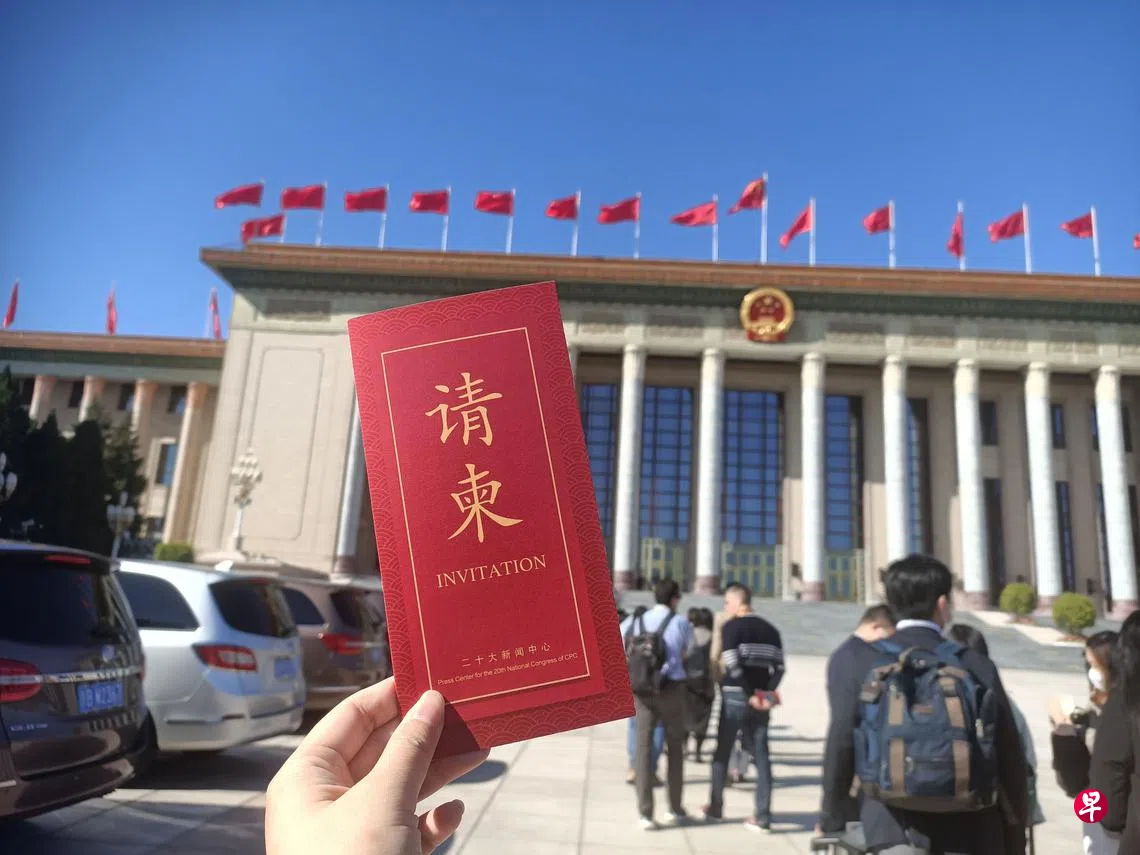 请
柬
INVITATION
二十大新闻中心
Press Center for the 20th National Congress of CPC
早